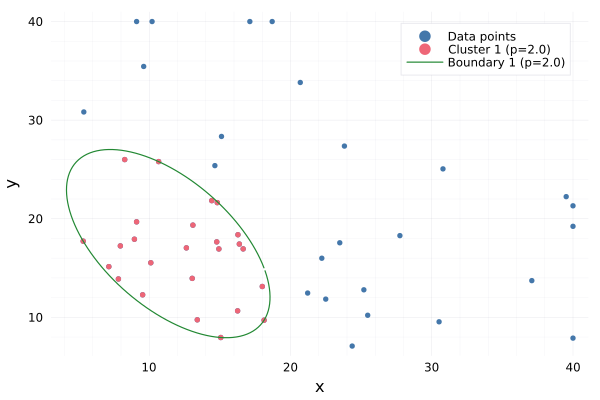 40
30
20
10
y
Data points
Cluster 1 (p=2.0)
Boundary 1 (p=2.0)
10 20 30 40
x